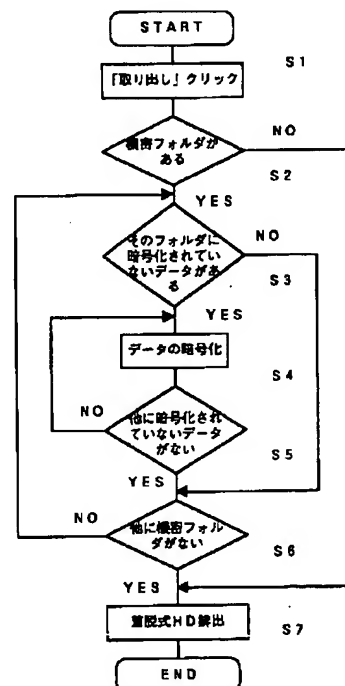 START
S1
「取り出し」クリック
NO
機密フォルダが
ある
S2
YES
NO
そのフォルダに
暗号化されてい
ないデータがあ
る
S3
YES
データの暗号化
S4
NO
他に暗号化され
ていないデータ
がない
S5
YES
NO
他に機密フォル
ダがない
S6
YES
着脱式HD排出
S7
END